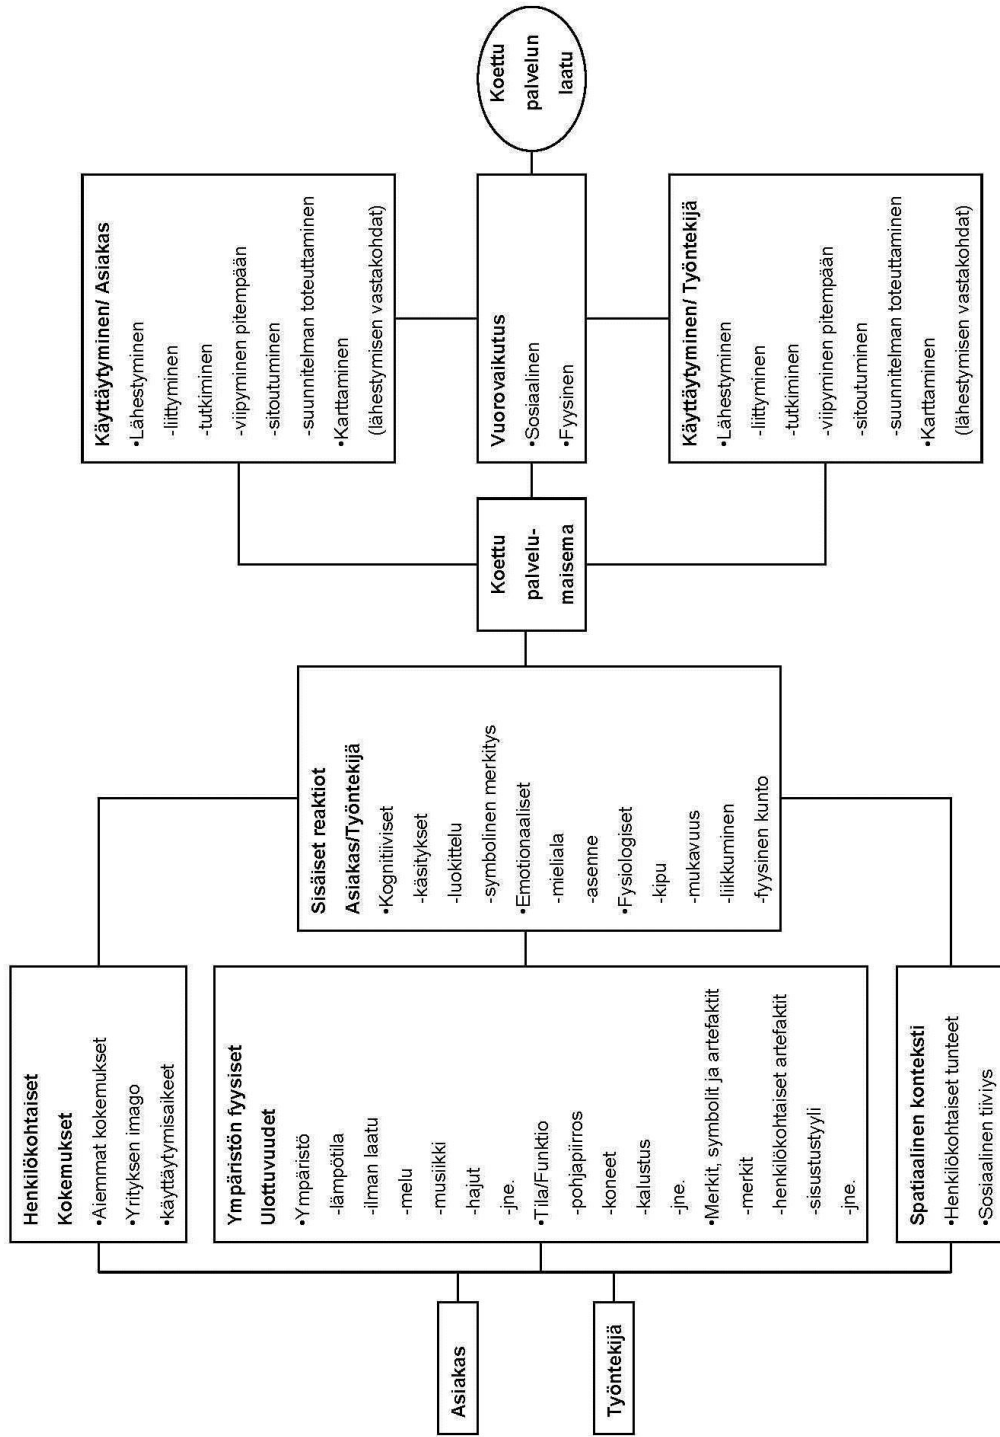 Asiakas
Työntekijä
Henkilökohtaiset
Kokemukset
•Aiemmat kokemukset
•Yrityksen imago
•käyttäytymisaikeet
Ympäristön fyysiset
Ulottuvuudet
•Ympäristö
-lämpötila
-ilman laatu
-melu
-musiikki
-hajut
-jne.
•Tila/Funktio
-pohjapiirros
-koneet
-kalustus
-jne.
•Merkit, symbolit ja artefaktit
-merkit
-henkilökohtaiset artefaktit
-sisustustyyli
-jne.
Spatiaalinen konteksti
•Henkilökohtaiset tunteet
•Sosiaalinen tiiviys
Sisäiset reaktiot
Asiakas/Työntekijä
•Kognitiiviset
-käsitykset
-luokittelu
-symbolinen merkitys
•Emotionaaliset
-mieliala
-asenne
•Fysiologiset
-kipu
-mukavuus
-liikkuminen
-fyysinen kunto
Koettu
palvelu-
maisema
Käyttäytyminen/ Asiakas
•Lähestyminen
-liittyminen
-tutkiminen
-viipyminen pitempään
-sitoutuminen
-suunnitelman toteuttaminen
•Karttaminen
(lähestymisen vastakohdat)
Vuorovaikutus
•Sosiaalinen
•Fyysinen
Käyttäytyminen/ Työntekijä
•Lähestyminen
-liittyminen
-tutkiminen
-viipyminen pitempään
-sitoutuminen
-suunnitelman toteuttaminen
•Karttaminen
(lähestymisen vastakohdat)
Koettu
palvelun
laatu